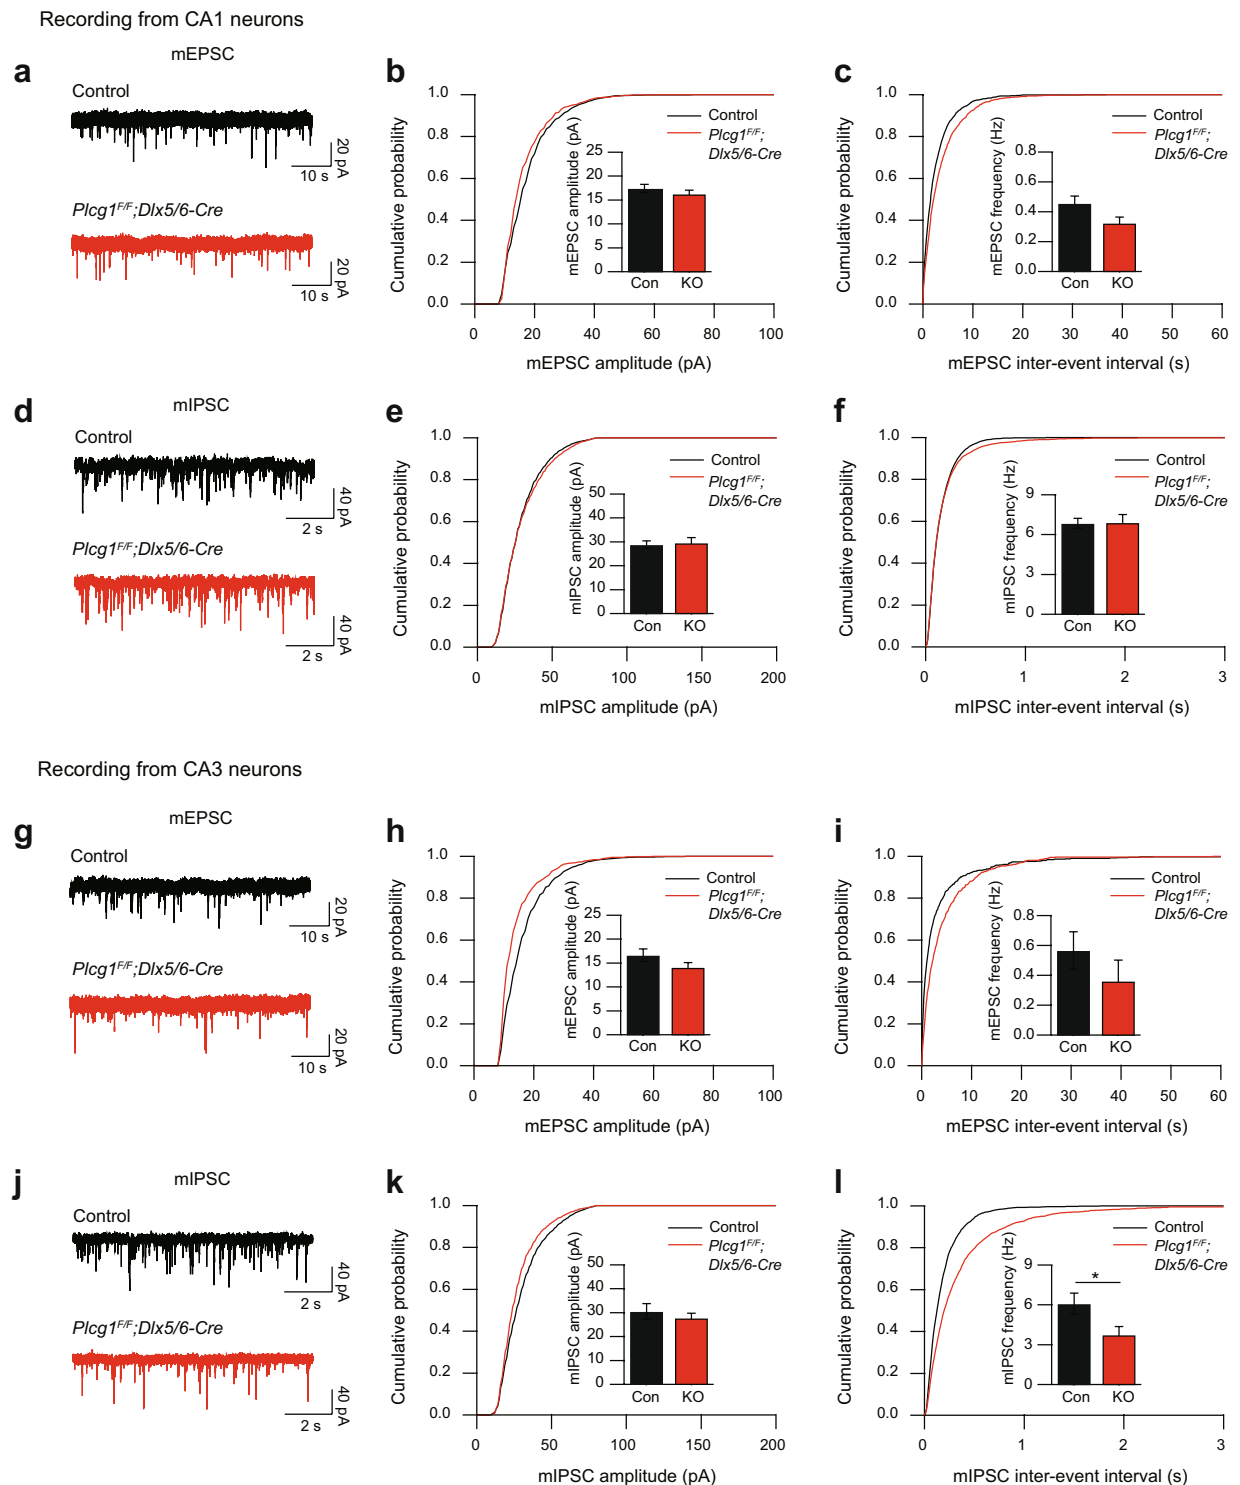 Recording from CA1 neurons
a
mEPSC
Control
20 pA
10 s
Plcg1F/F;Dlx5/6-Cre
20 pA
10 s
b
Cumulative probability
1.0
0.8
0.6
0.4
0.2
0.0
0
20
40
60
80
100
mEPSC amplitude (pA)
Control
Plcg1F/F;
Dlx5/6-Cre
mEPSC amplitude (pA)
25
20
15
10
5
0
Con
KO
c
Cumulative probability
1.0
0.8
0.6
0.4
0.2
0.0
0
10
20
30
40
50
60
mEPSC inter-event interval (s)
Control
Plcg1F/F;
Dlx5/6-Cre
mEPSC frequency (Hz)
0.8
0.6
0.4
0.2
0.0
Con
KO
d
mIPSC
Control
40 pA
2 s
Plcg1F/F;Dlx5/6-Cre
40 pA
2 s
e
Cumulative probability
1.0
0.8
0.6
0.4
0.2
0.0
0
50
100
150
200
mIPSC amplitude (pA)
Control
Plcg1F/F;
Dlx5/6-Cre
mIPSC amplitude (pA)
50
40
30
20
10
0
Con
KO
f
Cumulative probability
1.0
0.8
0.6
0.4
0.2
0.0
0
1
2
3
mIPSC inter-event interval (s)
Control
Plcg1F/F;
Dlx5/6-Cre
mIPSC frequency (Hz)
9
6
3
0
Con
KO
Recording from CA3 neurons
g
mEPSC
Control
20 pA
10 s
Plcg1F/F;Dlx5/6-Cre
20 pA
10 s
h
Cumulative probability
1.0
0.8
0.6
0.4
0.2
0.0
0
20
40
60
80
100
mEPSC amplitude (pA)
Control
Plcg1F/F;
Dlx5/6-Cre
mEPSC amplitude (pA)
25
20
15
10
5
0
Con
KO
i
Cumulative probability
1.0
0.8
0.6
0.4
0.2
0.0
0
10
20
30
40
50
60
mEPSC inter-event interval (s)
Control
Plcg1F/F;
Dlx5/6-Cre
mEPSC frequency (Hz)
0.8
0.6
0.4
0.2
0.0
Con
KO
j
mIPSC
Control
40 pA
2 s
Plcg1F/F;Dlx5/6-Cre
40 pA
2 s
k
Cumulative probability
1.0
0.8
0.6
0.4
0.2
0.0
0
50
100
150
200
mIPSC amplitude (pA)
Control
Plcg1F/F;
Dlx5/6-Cre
mIPSC amplitude (pA)
50
40
30
20
10
0
Con
KO
l
Cumulative probability
1.0
0.8
0.6
0.4
0.2
0.0
0
1
2
3
mIPSC inter-event interval (s)
Control
Plcg1F/F;
Dlx5/6-Cre
mIPSC frequency (Hz)
9
6
3
0
*
Con
KO